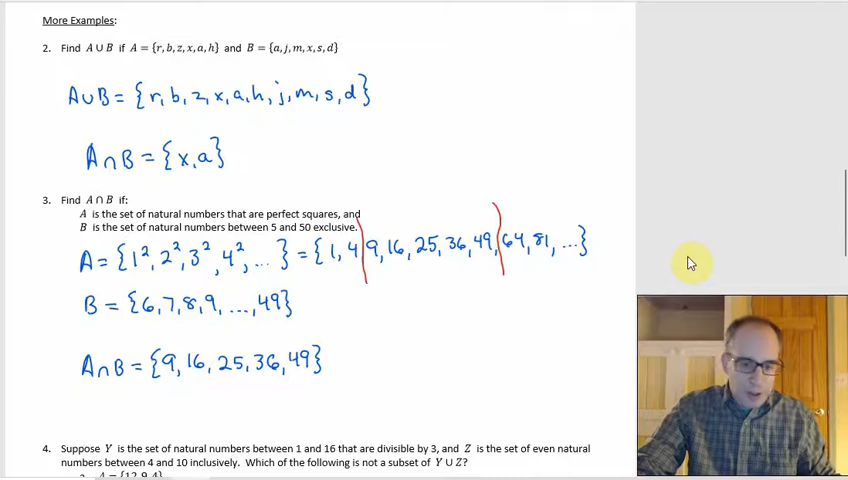 More Examples:
2. Find A ∪ B if A = {r, b, z, x, a, h} and B = {a, j, m, x, s, d}
A∪B = {r, b, z, x, a, h, j, m, s, d}
A∩B = {x, a}
3. Find A ∩ B if:
A is the set of natural numbers that are perfect squares, and
B is the set of natural numbers between 5 and 50 exclusive.
A = {1², 2², 3², 4², ...} = {1, 4, 9, 16, 25, 36, 49, 64, 81, ...}
B = {6, 7, 8, 9, ..., 49}
A∩B = {9, 16, 25, 36, 49}
4. Suppose Y is the set of natural numbers between 1 and 16 that are divisible by 3, and Z is the set of even natural
numbers between 4 and 10 inclusively. Which of the following is not a subset of Y ∪ Z?
A = {12, 9, 4}